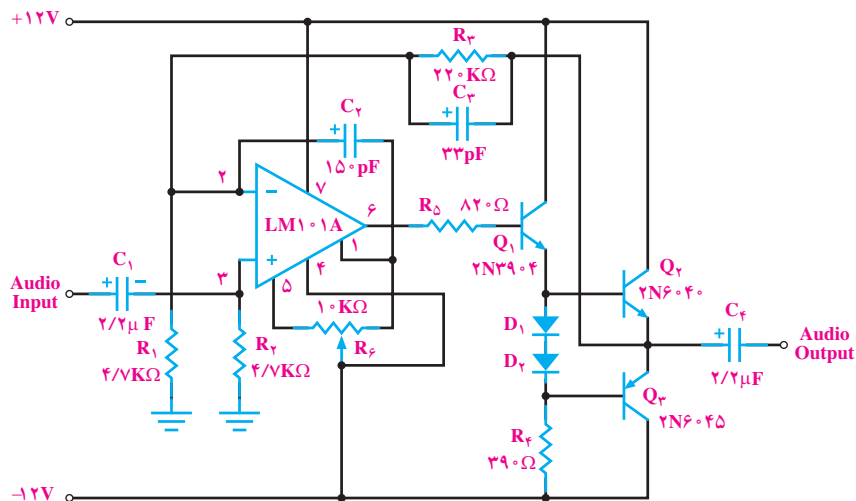 +۱۲V
R۳
۲۲۰KΩ
C۳
+
۳۳pF
C۲
+
۱۵۰pF
۲
۷
−
LM۱۰۱A
۶
R۵
۸۲۰Ω
Q۱
۲N۳۹۰۴
۱
+
۳
۵
۴
C۱
+ −
Audio
Input
۲/۲μF
۱۰KΩ
R۶
R۱
۴/۷KΩ
R۲
۴/۷KΩ
Q۲
۲N۶۰۴۰
D۱
D۲
C۴
+
۲/۲μF
Audio
Output
Q۳
۲N۶۰۴۵
R۴
۳۹۰Ω
−۱۲V